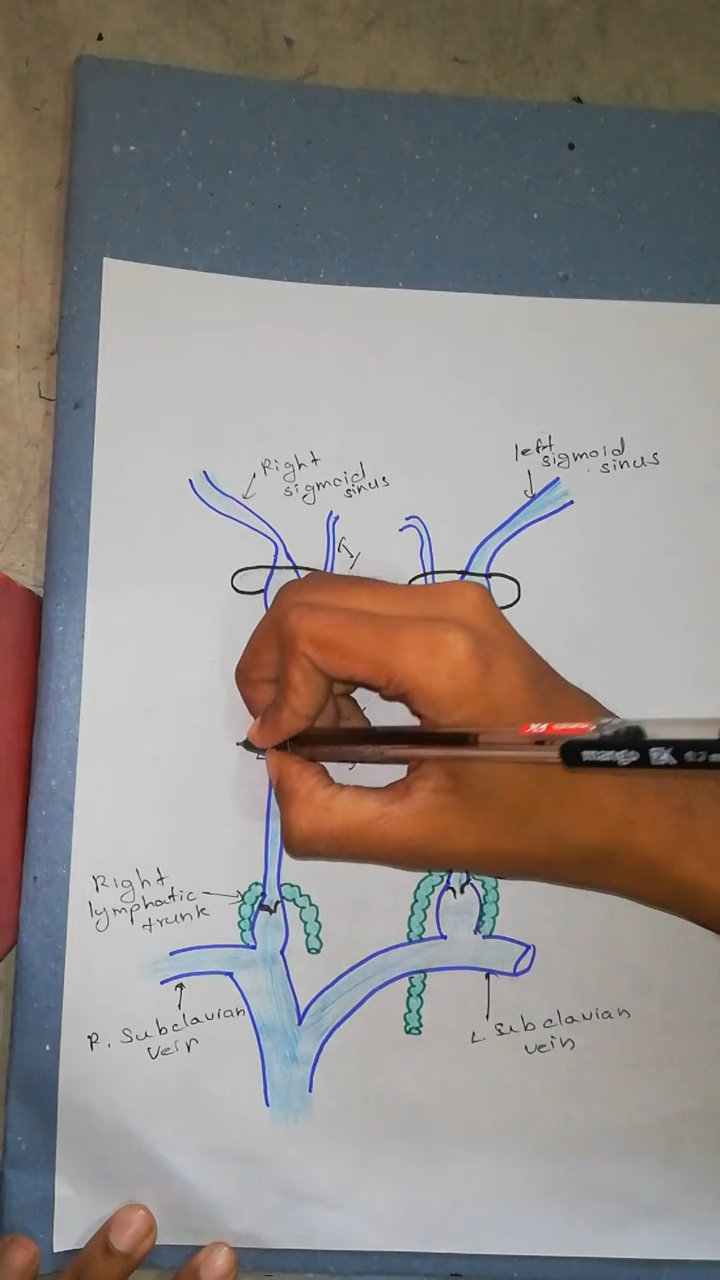 Right
sigmoid
sinus
left
sigmoid
sinus
Right
lymphatic
trunk
R. Subclavian
vein
L. Subclavian
vein
mango